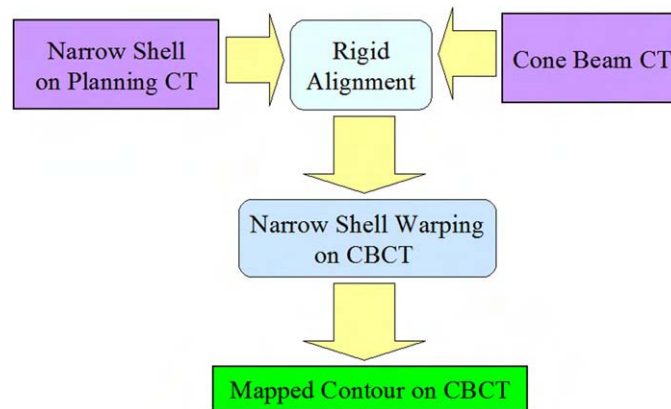 Narrow Shell
on Planning CT
Rigid
Alignment
Cone Beam CT
Narrow Shell Warping
on CBCT
Mapped Contour on CBCT